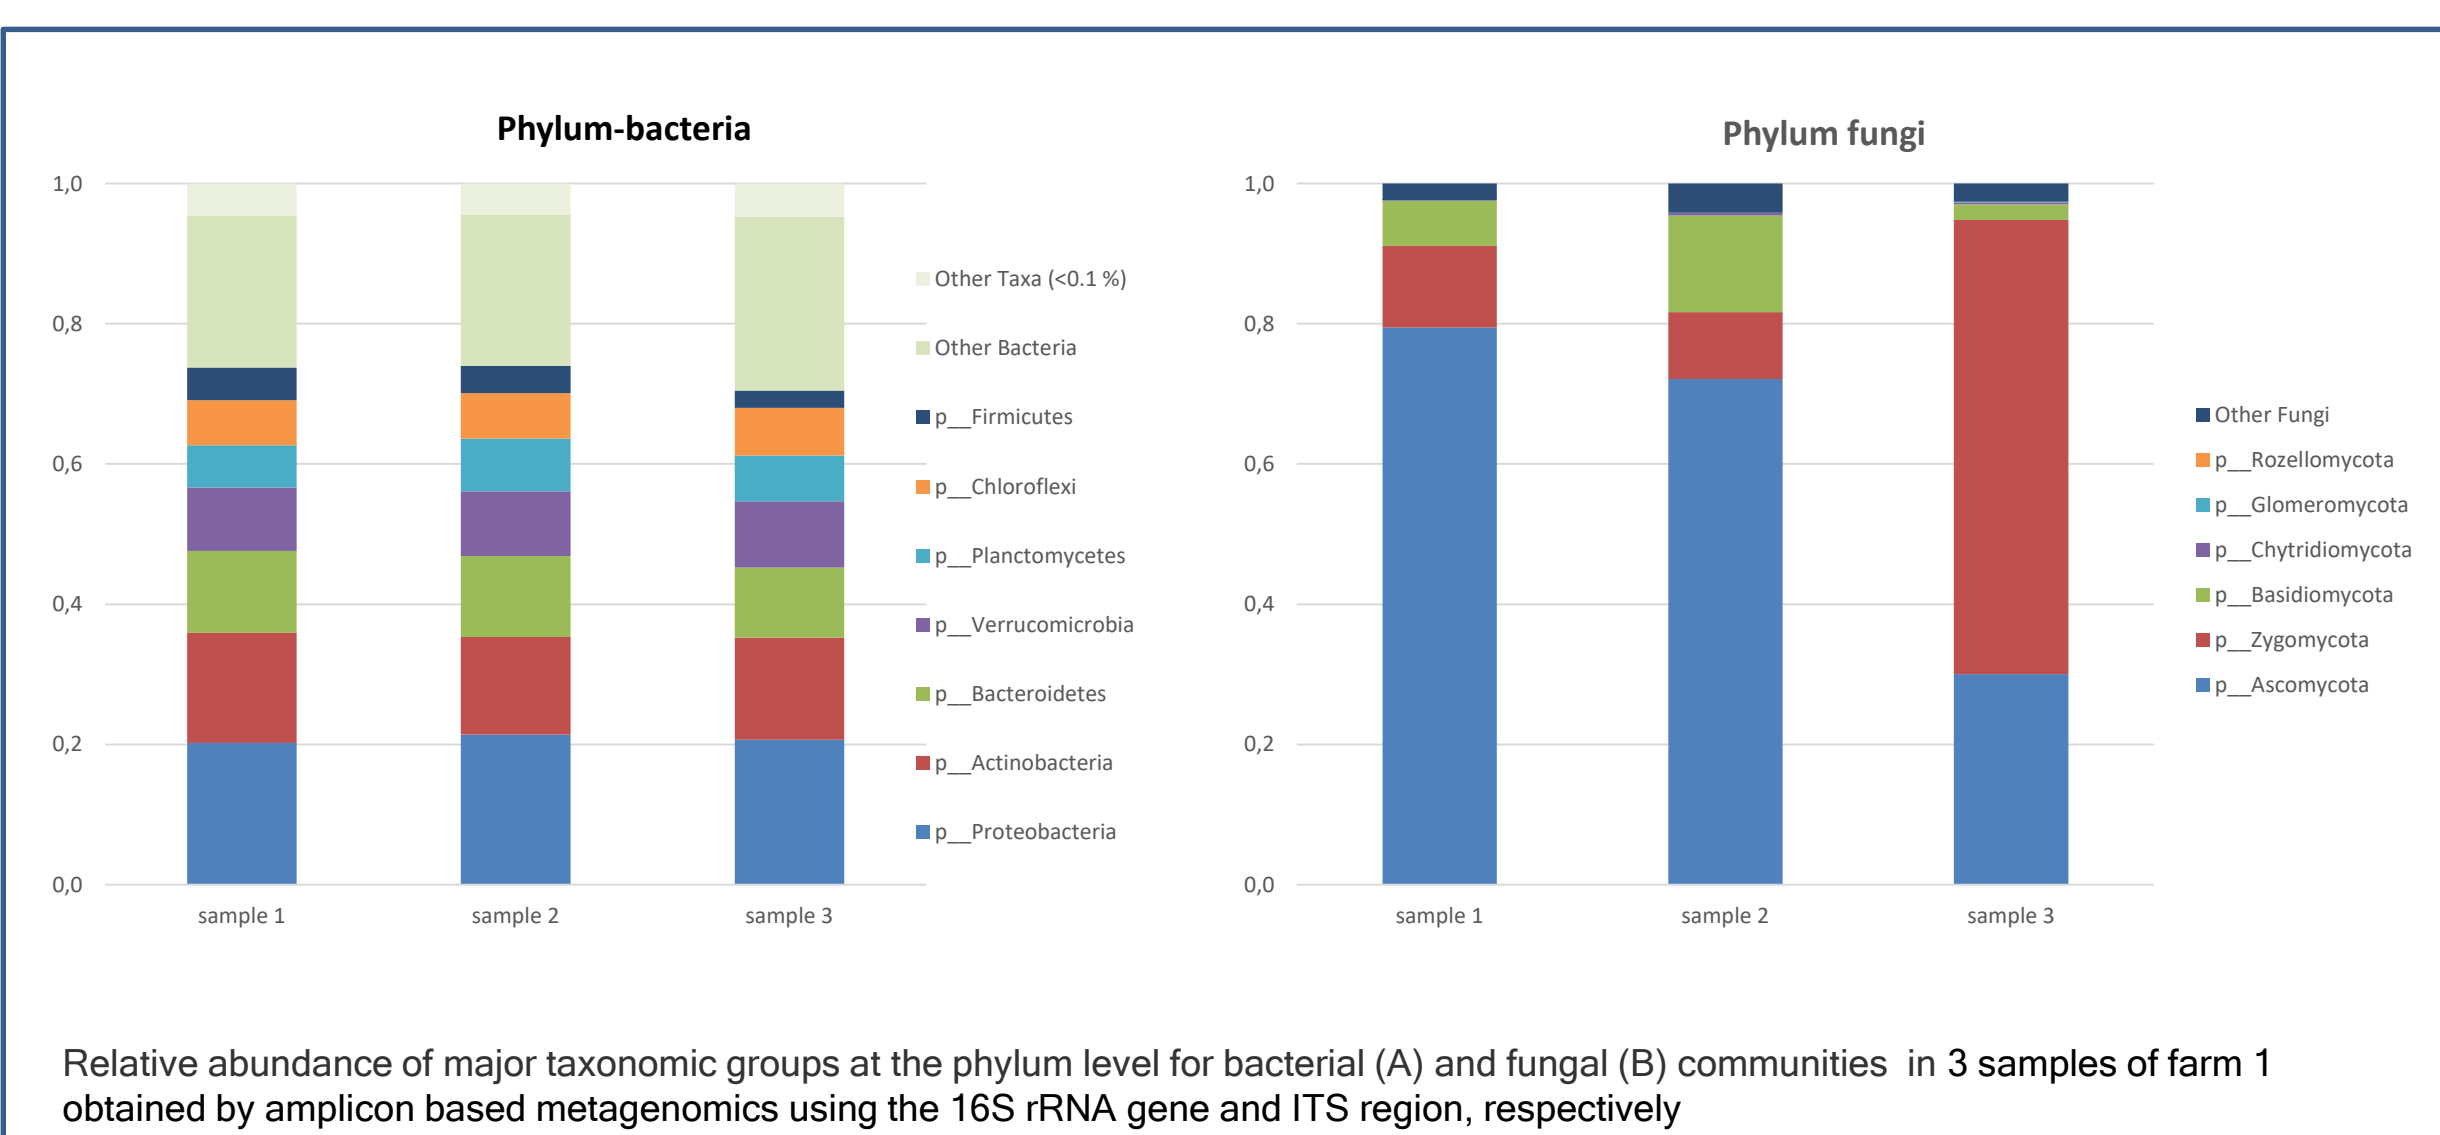 Phylum-bacteria
1,0
0,8
0,6
0,4
0,2
0,0
sample 1
sample 2
sample 3
Other Taxa (<0.1 %)
Other Bacteria
p__Firmicutes
p__Chloroflexi
p__Planctomycetes
p__Verrucomicrobia
p__Bacteroidetes
p__Actinobacteria
p__Proteobacteria
Phylum fungi
1,0
0,8
0,6
0,4
0,2
0,0
sample 1
sample 2
sample 3
Other Fungi
p__Rozellomycota
p__Glomeromycota
p__Chytridiomycota
p__Basidiomycota
p__Zygomycota
p__Ascomycota
Relative abundance of major taxonomic groups at the phylum level for bacterial (A) and fungal (B) communities  in 3 samples of farm 1
obtained by amplicon based metagenomics using the 16S rRNA gene and ITS region, respectively